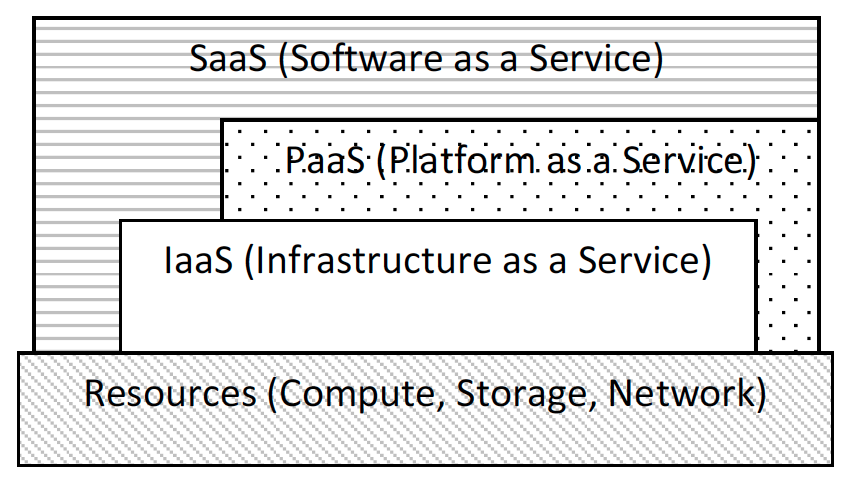 SaaS (Software as a Service)
PaaS (Platform as a Service)
IaaS (Infrastructure as a Service)
Resources (Compute, Storage, Network)